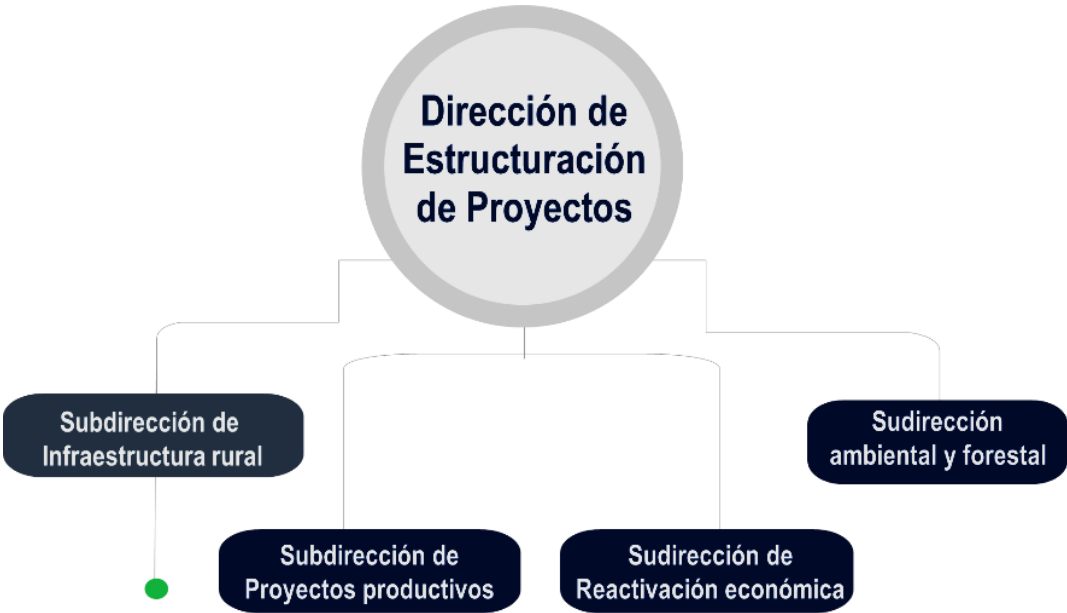 Dirección de
Estructuración
de Proyectos
Subdirección de
Infraestructura rural
Sudirección
ambiental y forestal
Subdirección de
Proyectos productivos
Sudirección de
Reactivación económica